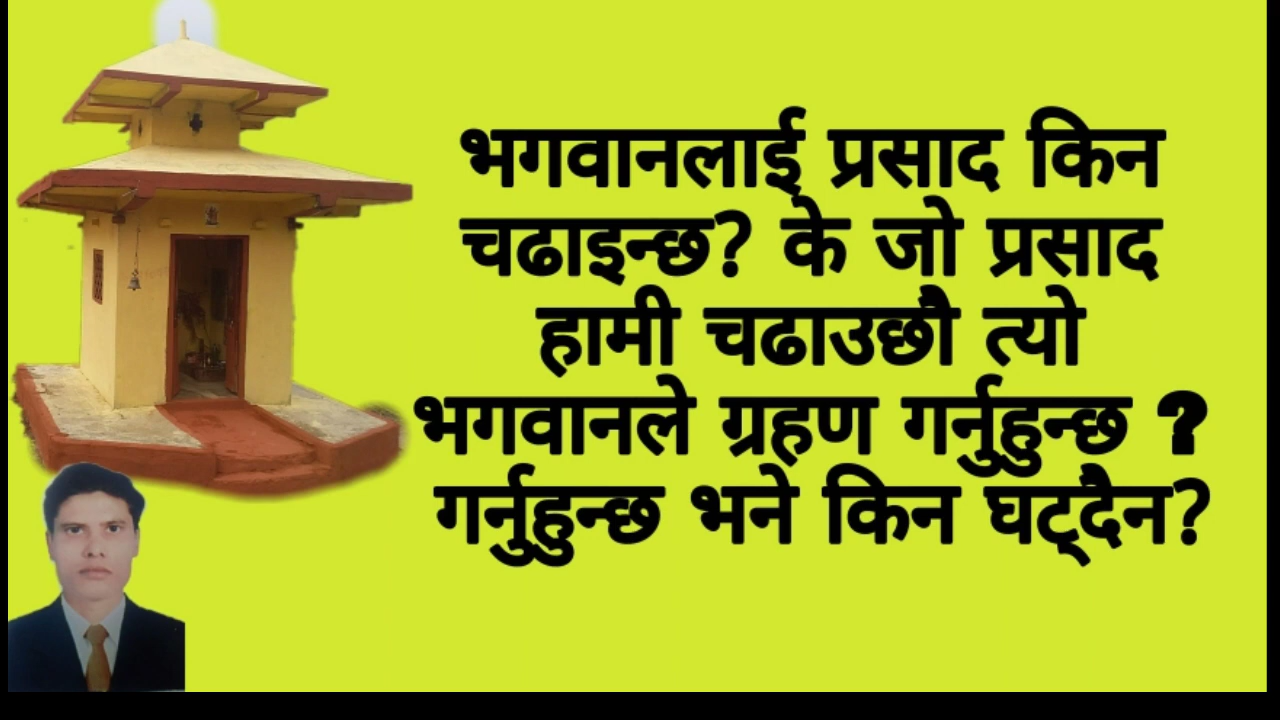 भगवानलाई प्रसाद किन
चढाइन्छ? के जो प्रसाद
हामी चढाउछौ त्यो
भगवानले ग्रहण गर्नुहुन्छ ?
गर्नुहुन्छ भने किन घट्दैन?